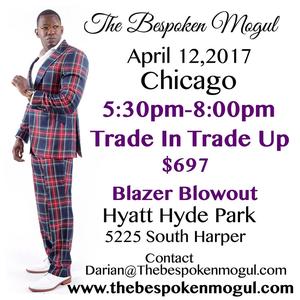 The Bespoken Mogul
April 12,2017
Chicago
5:30pm-8:00pm
Trade In Trade Up
$697
Blazer Blowout
Hyatt Hyde Park
5225 South Harper
Contact
Darian@Thebespokenmogul.com
www.thebespokenmogul.com